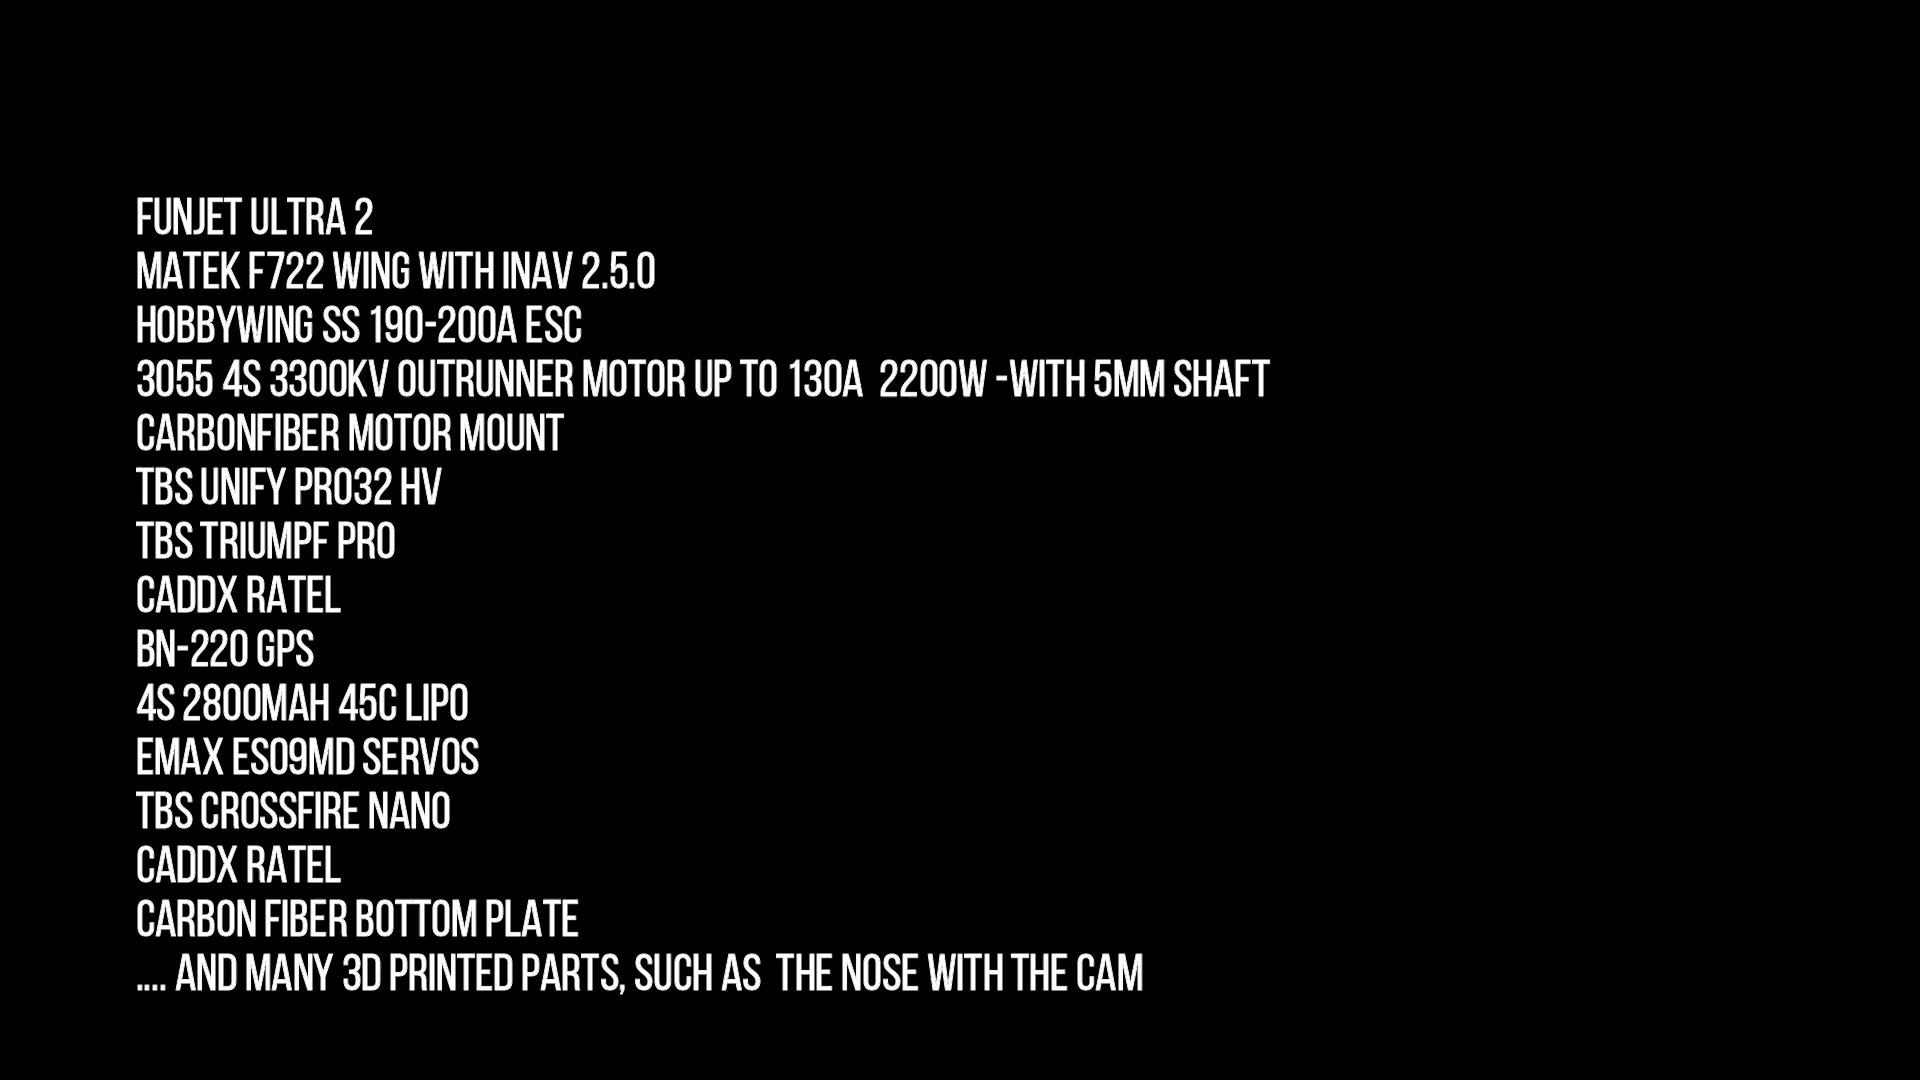 FUNJET ULTRA 2
MATEK F722 WING WITH INAV 2.5.0
HOBBYWING SS 190-200A ESC
3055 4S 3300KV OUTRUNNER MOTOR UP TO 130A  2200W -WITH 5MM SHAFT
CARBONFIBER MOTOR MOUNT
TBS UNIFY PRO32 HV
TBS TRIUMPF PRO
CADDX RATEL
BN-220 GPS
4S 2800MAH 45C LIPO
EMAX ES09MD SERVOS
TBS CROSSFIRE NANO
CADDX RATEL
CARBON FIBER BOTTOM PLATE
.... AND MANY 3D PRINTED PARTS, SUCH AS  THE NOSE WITH THE CAM